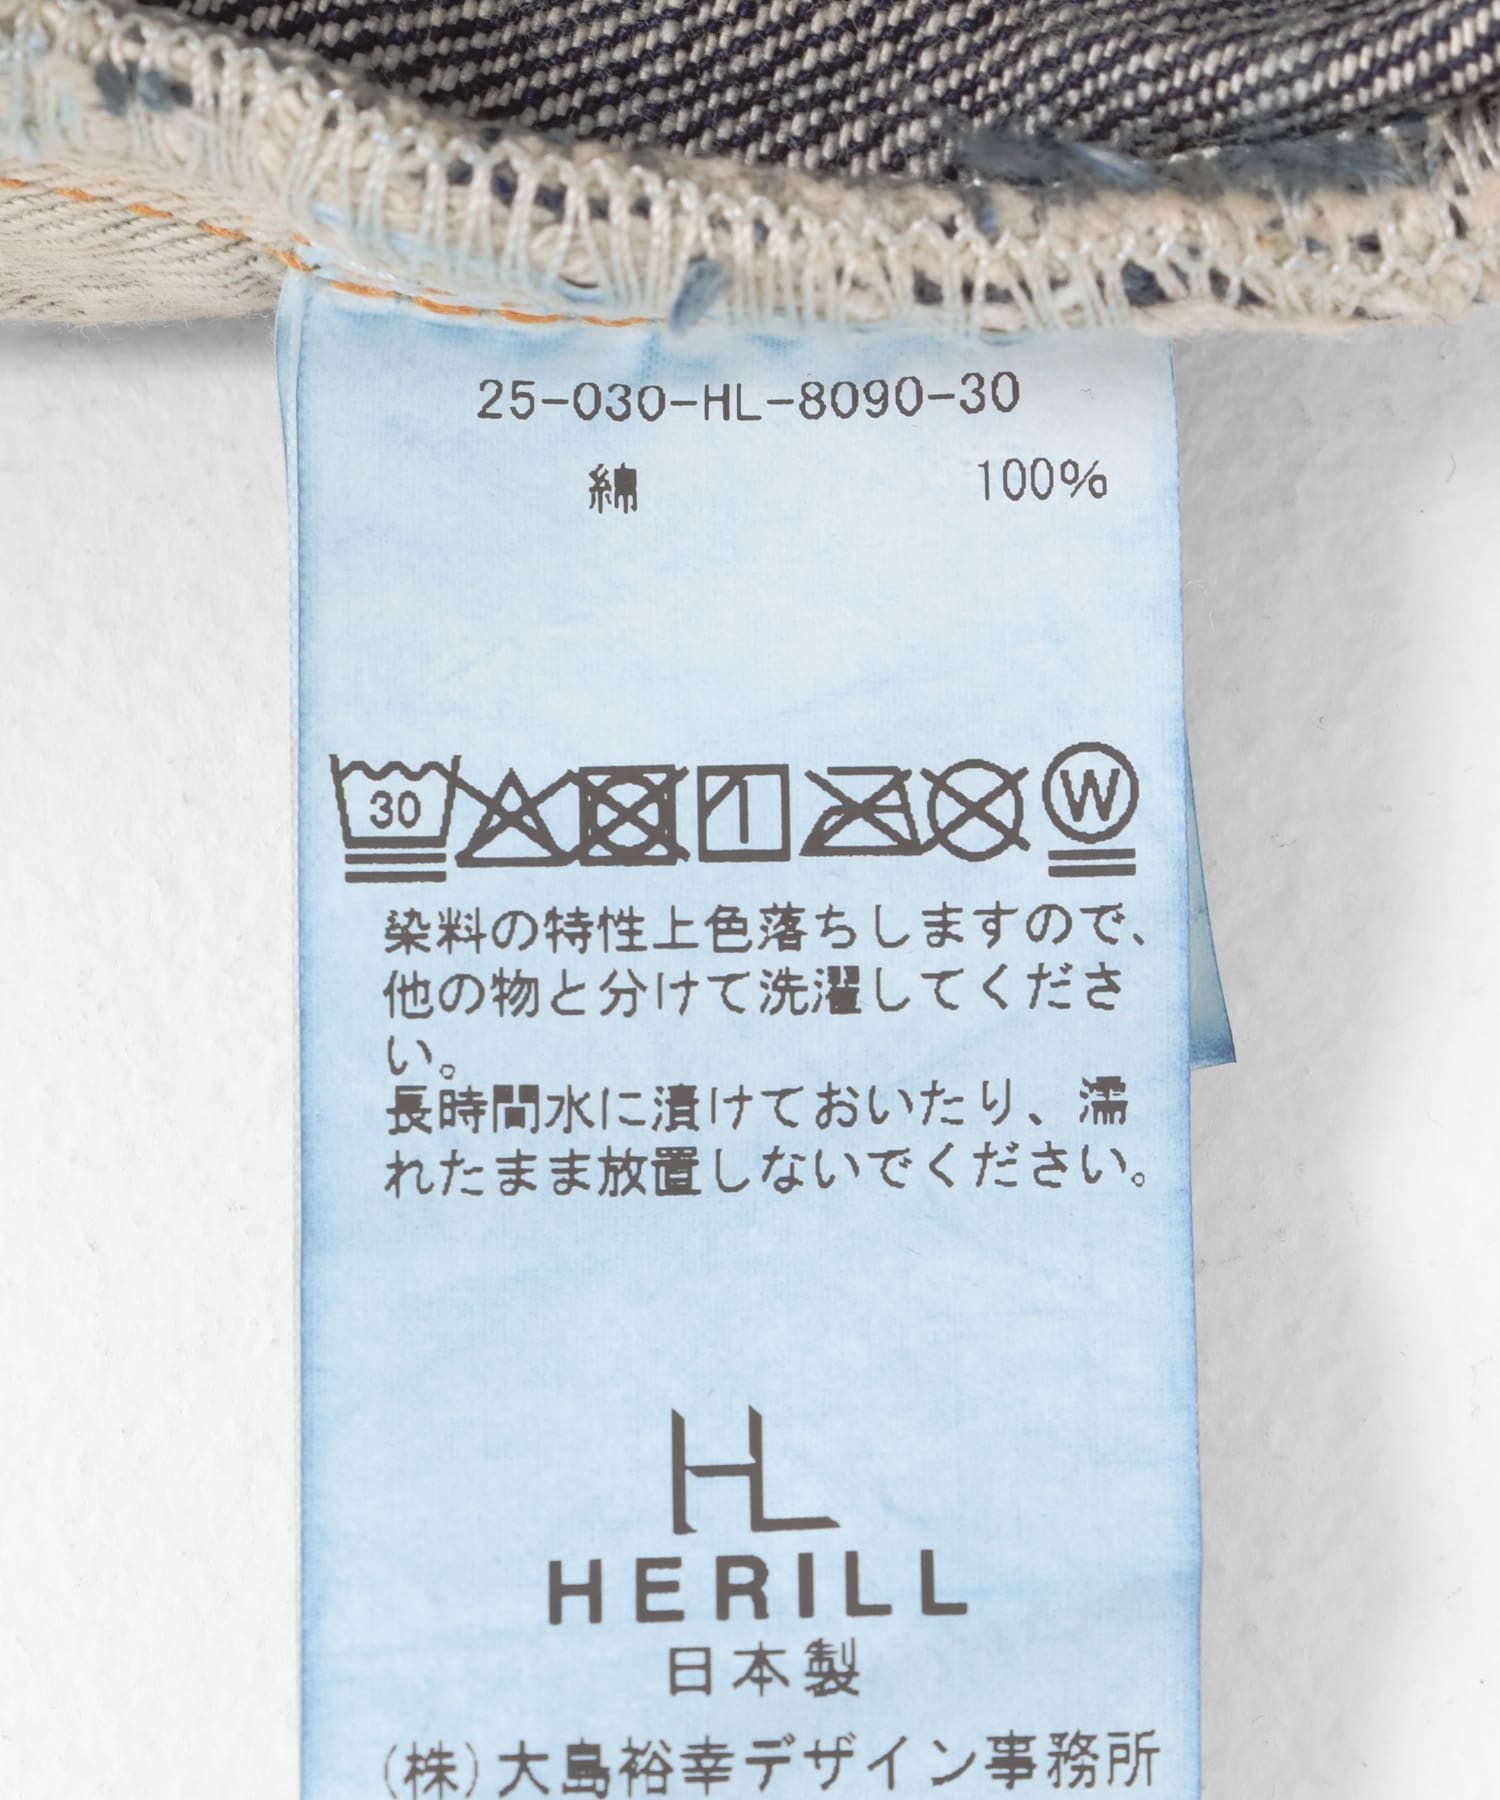 25-030-HL-8090-30
綿 100%
30 W
染料の特性上色落ちしますので、
他の物と分けて洗濯してくださ
い。
長時間水に漬けておいたり、濡
れたまま放置しないでください。
HL
HERILL
日本製
(株)大島裕幸デザイン事務所